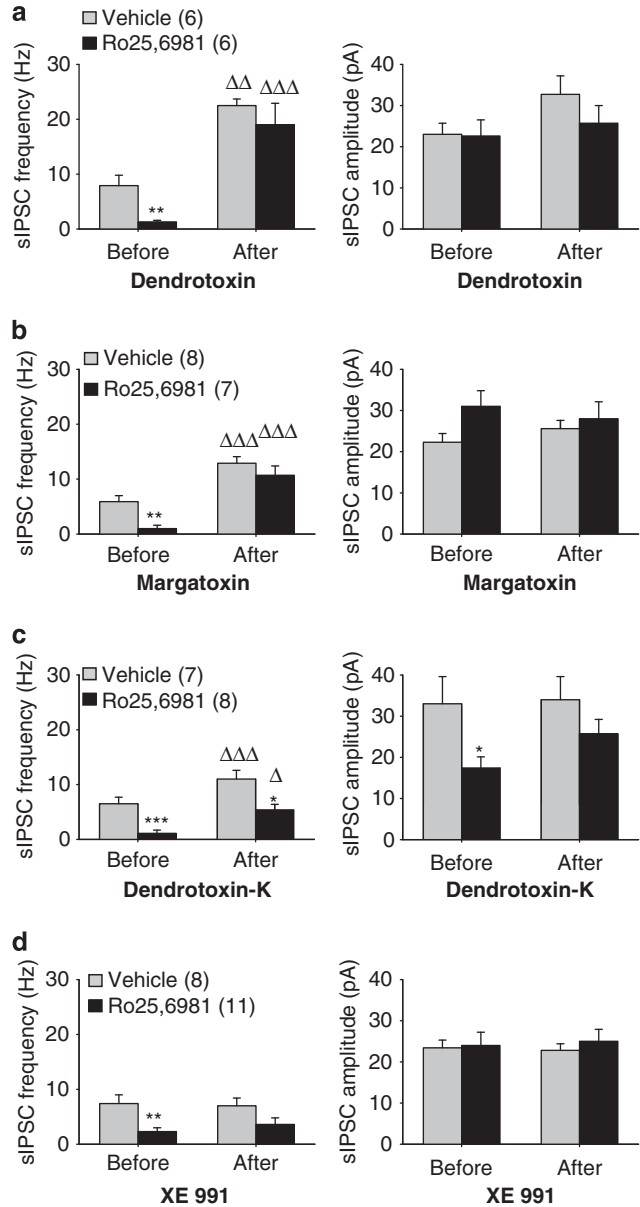 a
Vehicle (6)
Ro25,6981 (6)
sIPSC frequency (Hz)
30
20
10
0
ΔΔ
ΔΔΔ
**
Before
After
Dendrotoxin
sIPSC amplitude (pA)
40
30
20
10
0
Before
After
Dendrotoxin
b
Vehicle (8)
Ro25,6981 (7)
sIPSC frequency (Hz)
30
20
10
0
ΔΔΔ
ΔΔΔ
**
Before
After
Margatoxin
sIPSC amplitude (pA)
40
30
20
10
0
Before
After
Margatoxin
c
Vehicle (7)
Ro25,6981 (8)
sIPSC frequency (Hz)
30
20
10
0
ΔΔΔ
Δ
*
***
Before
After
Dendrotoxin-K
sIPSC amplitude (pA)
40
30
20
10
0
*
Before
After
Dendrotoxin-K
d
Vehicle (8)
Ro25,6981 (11)
sIPSC frequency (Hz)
30
20
10
0
**
Before
After
XE 991
sIPSC amplitude (pA)
40
30
20
10
0
Before
After
XE 991